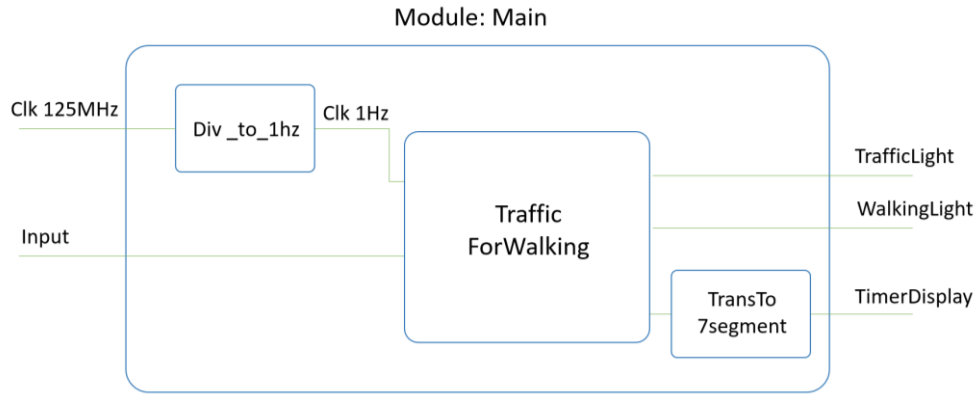 Module: Main
Clk 125MHz
Div _to_1hz
Clk 1Hz
Traffic
ForWalking
TrafficLight
WalkingLight
Input
TransTo
7segment
TimerDisplay